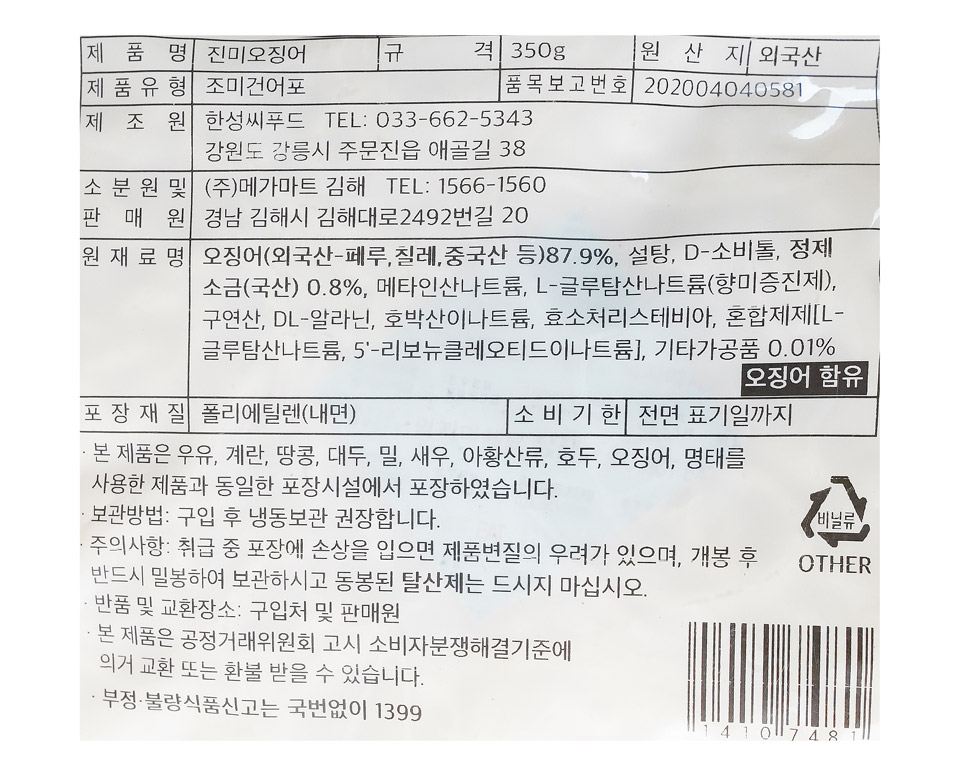 제 품 명 진미오징어 규 격 350g 원 산 지 외국산
제품유형 조미건어포 품목보고번호 202004040581
제 조 원 한성씨푸드 TEL: 033-662-5343
강원도 강릉시 주문진읍 애골길 38
소분원및 (주)메가마트 김해 TEL: 1566-1560
판 매 원 경남 김해시 김해대로2492번길 20
원재료명 오징어(외국산-페루,칠레,중국산 등)87.9%, 설탕, D-소비톨, 정제
소금(국산) 0.8%, 메타인산나트륨, L-글루탐산나트륨(향미증진제),
구연산, DL-알라닌, 호박산이나트륨, 효소처리스테비아, 혼합제제[L-
글루탐산나트륨, 5'-리보뉴클레오티드이나트륨], 기타가공품 0.01%
오징어 함유
포장재질 폴리에틸렌(내면) 소비기한 전면 표기일까지
· 본 제품은 우유, 계란, 땅콩, 대두, 밀, 새우, 아황산류, 호두, 오징어, 명태를
사용한 제품과 동일한 포장시설에서 포장하였습니다.
· 보관방법: 구입 후 냉동보관 권장합니다.
· 주의사항: 취급 중 포장에 손상을 입으면 제품변질의 우려가 있으며, 개봉 후
반드시 밀봉하여 보관하시고 동봉된 탈산제는 드시지 마십시오.
· 반품 및 교환장소: 구입처 및 판매원
· 본 제품은 공정거래위원회 고시 소비자분쟁해결기준에
의거 교환 또는 환불 받을 수 있습니다.
· 부정·불량식품신고는 국번없이 1399
비닐류
OTHER
14107481